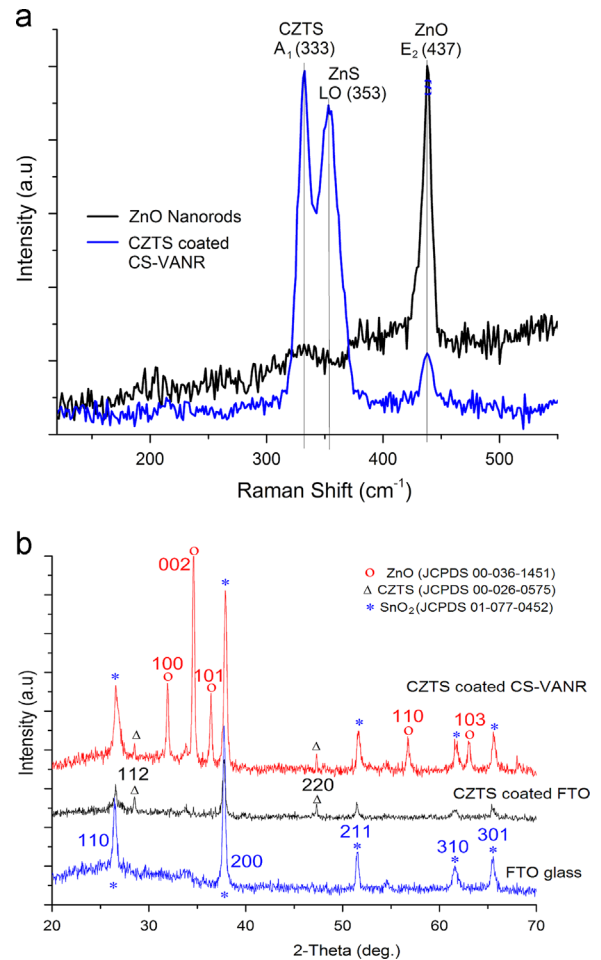 a
CZTS
A1 (333)
ZnS
LO (353)
ZnO
E2 (437)
Intensity (a.u)
ZnO Nanorods
CZTS coated
CS-VANR
200
300
400
500
Raman Shift (cm-1)
b
002
ZnO (JCPDS 00-036-1451)
CZTS (JCPDS 00-026-0575)
SnO2 (JCPDS 01-077-0452)
100
101
CZTS coated CS-VANR
110
103
Intensity (a.u)
112
220
CZTS coated FTO
110
200
211
310
301
FTO glass
20
30
40
50
60
70
2-Theta (deg.)